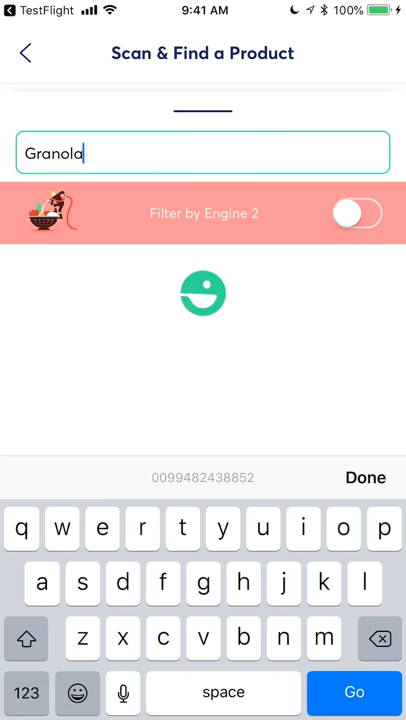 TestFlight 9:41 AM 100%
Scan & Find a Product
Granola
Filter by Engine 2
0099482438852 Done
q w e r t y u i o p
a s d f g h j k l
z x c v b n m
123 space Go